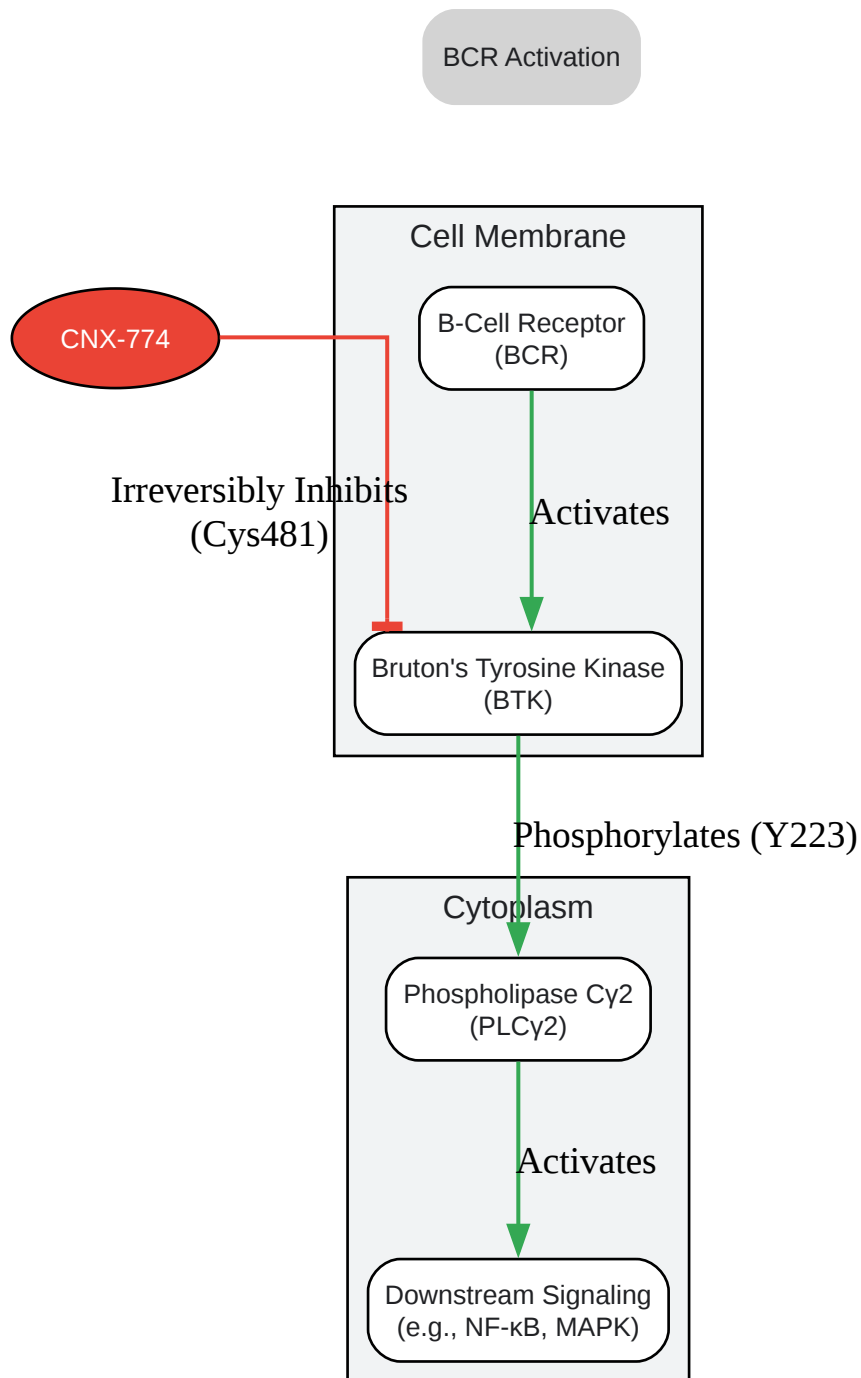 BCR Activation
Cell Membrane
CNX-774
B-Cell Receptor
(BCR)
Irreversibly Inhibits
(Cys481)
Activates
Bruton's Tyrosine Kinase
(BTK)
Phosphorylates (Y223)
Cytoplasm
Phospholipase Cγ2
(PLCγ2)
Activates
Downstream Signaling
(e.g., NF-κB, MAPK)